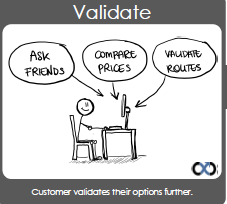 Validate
ASK
FRIENDS
COMPARE
PRICES
VALIDATE
ROUTES
Customer validates their options further.